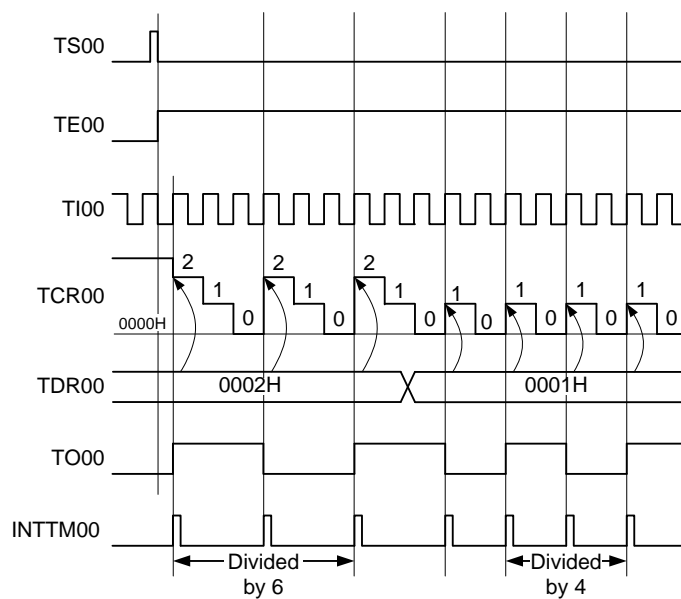 TS00
TE00
TI00
TCR00
2 1 0 2 1 0 2 1 0 1 0 1 0 1 0 1 0
0000H
TDR00
0002H 0001H
TO00
INTTM00
Divided
by 6
Divided
by 4